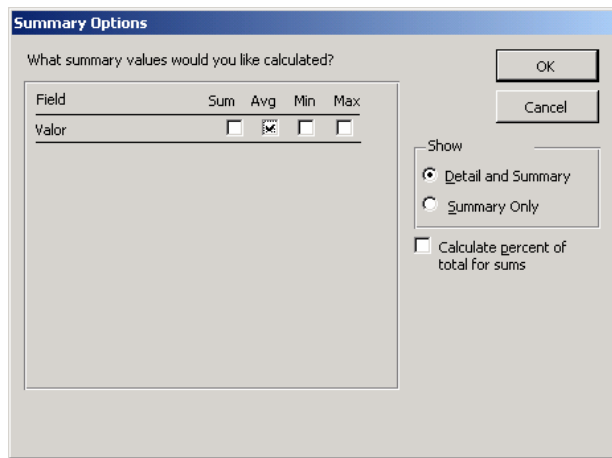 Summary Options
What summary values would you like calculated?
Field Sum Avg Min Max
Valor
OK
Cancel
Show
Detail and Summary
Summary Only
Calculate percent of
total for sums